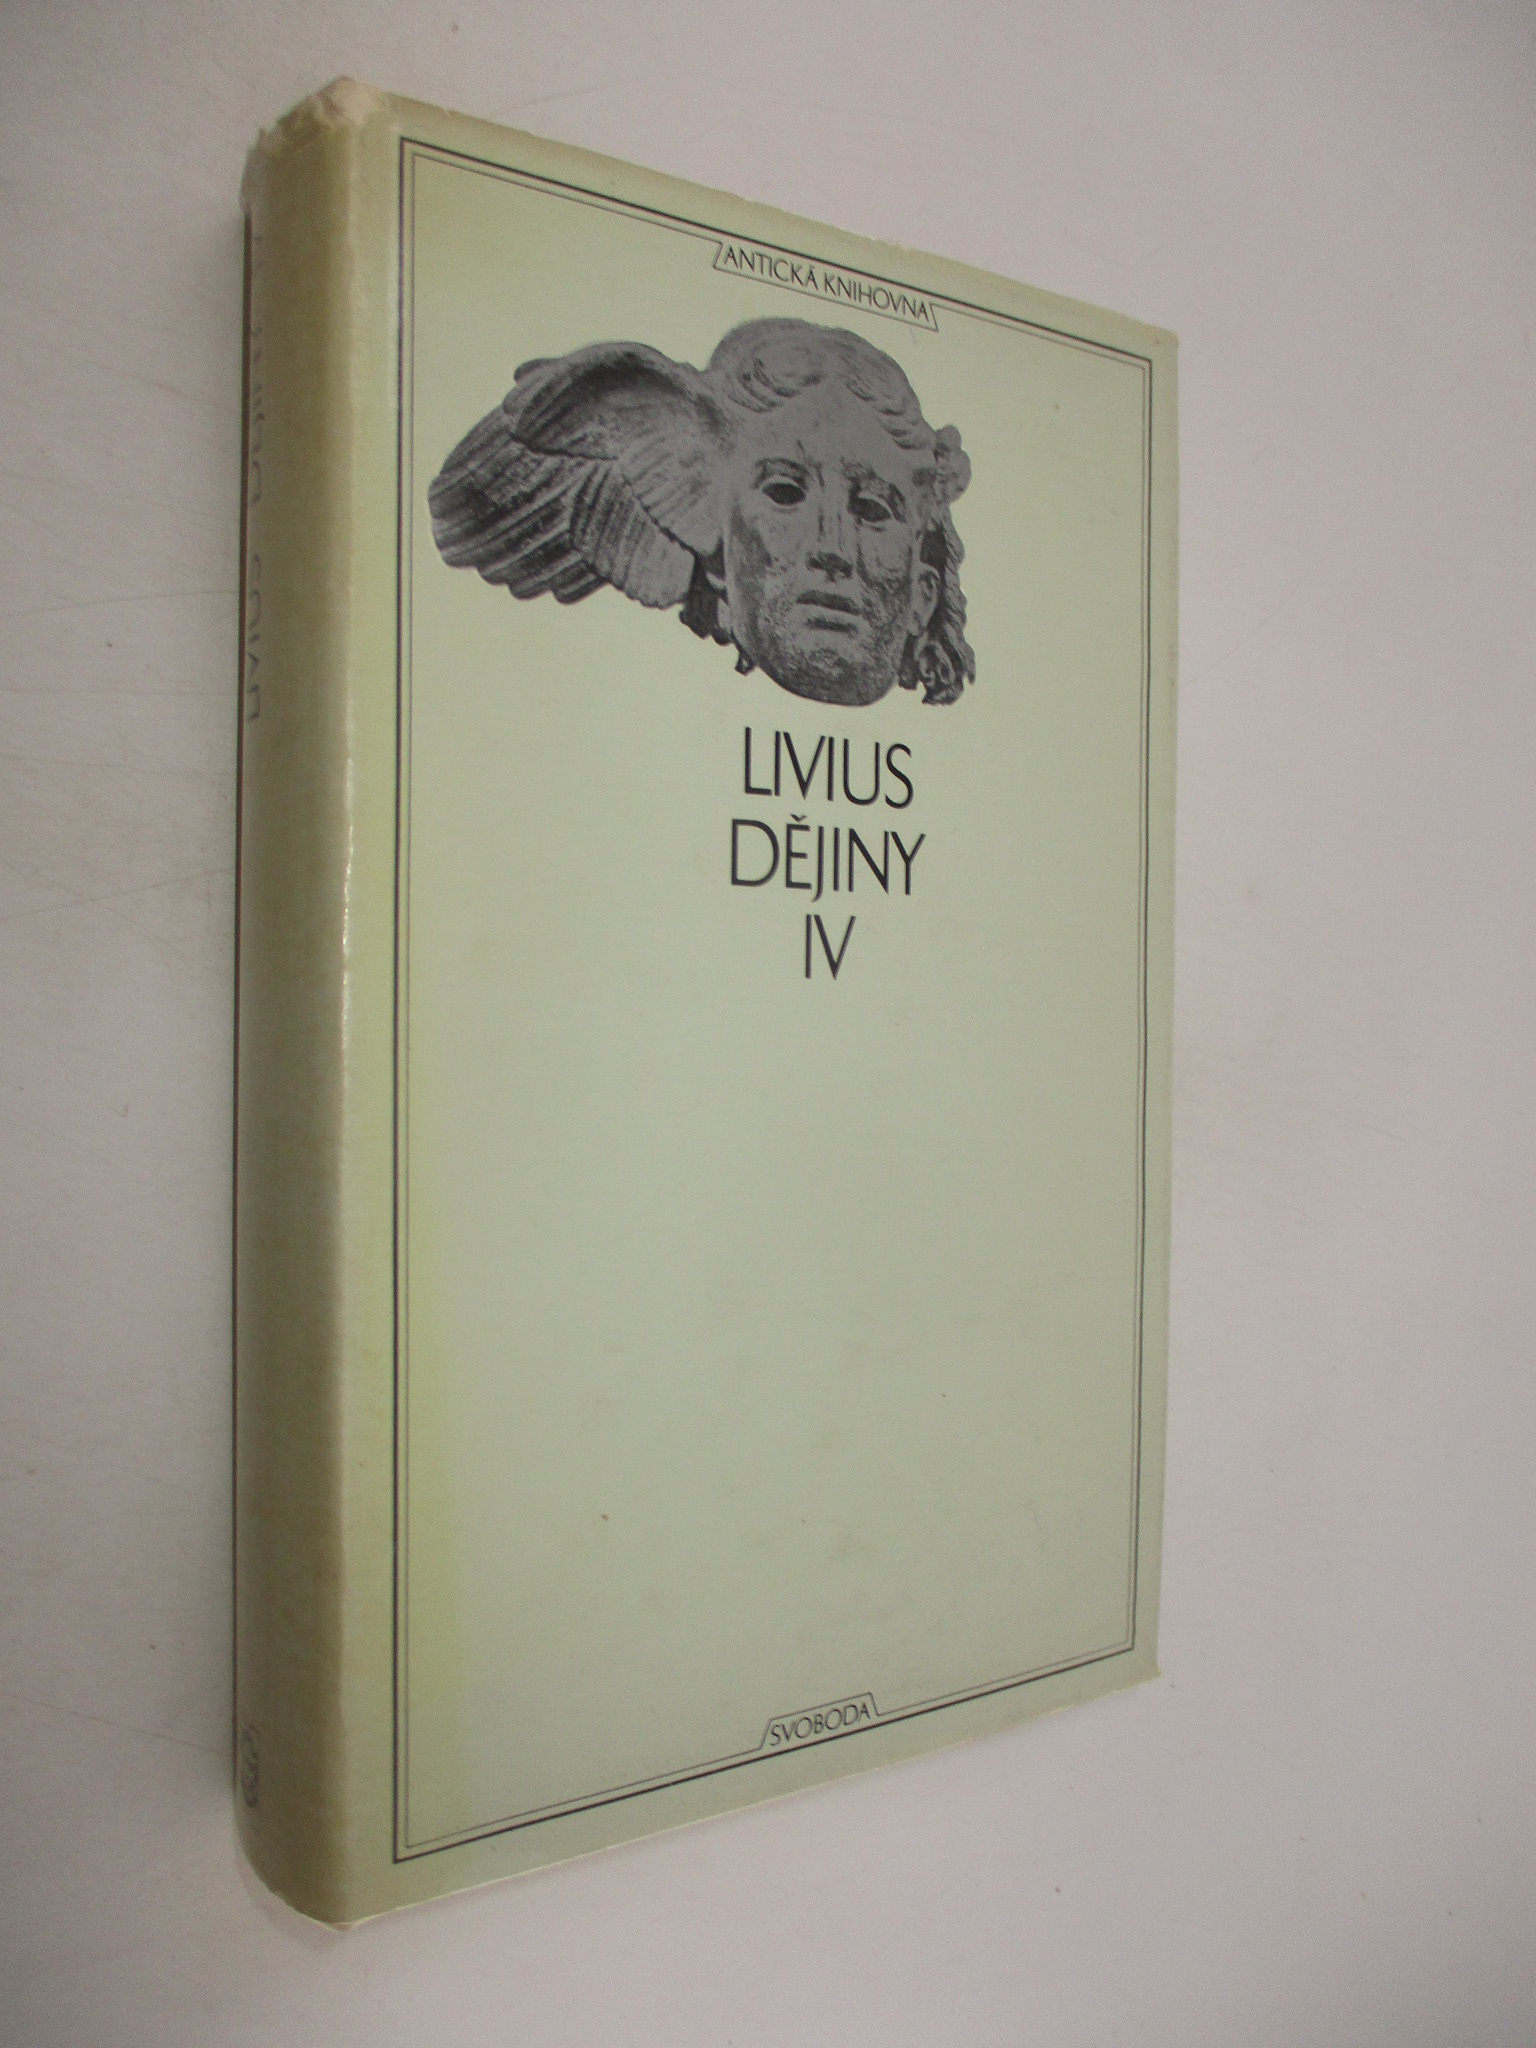 ANTICKÁ KNIHOVNA
LIVIUS
DĚJINY
IV
SVOBODA